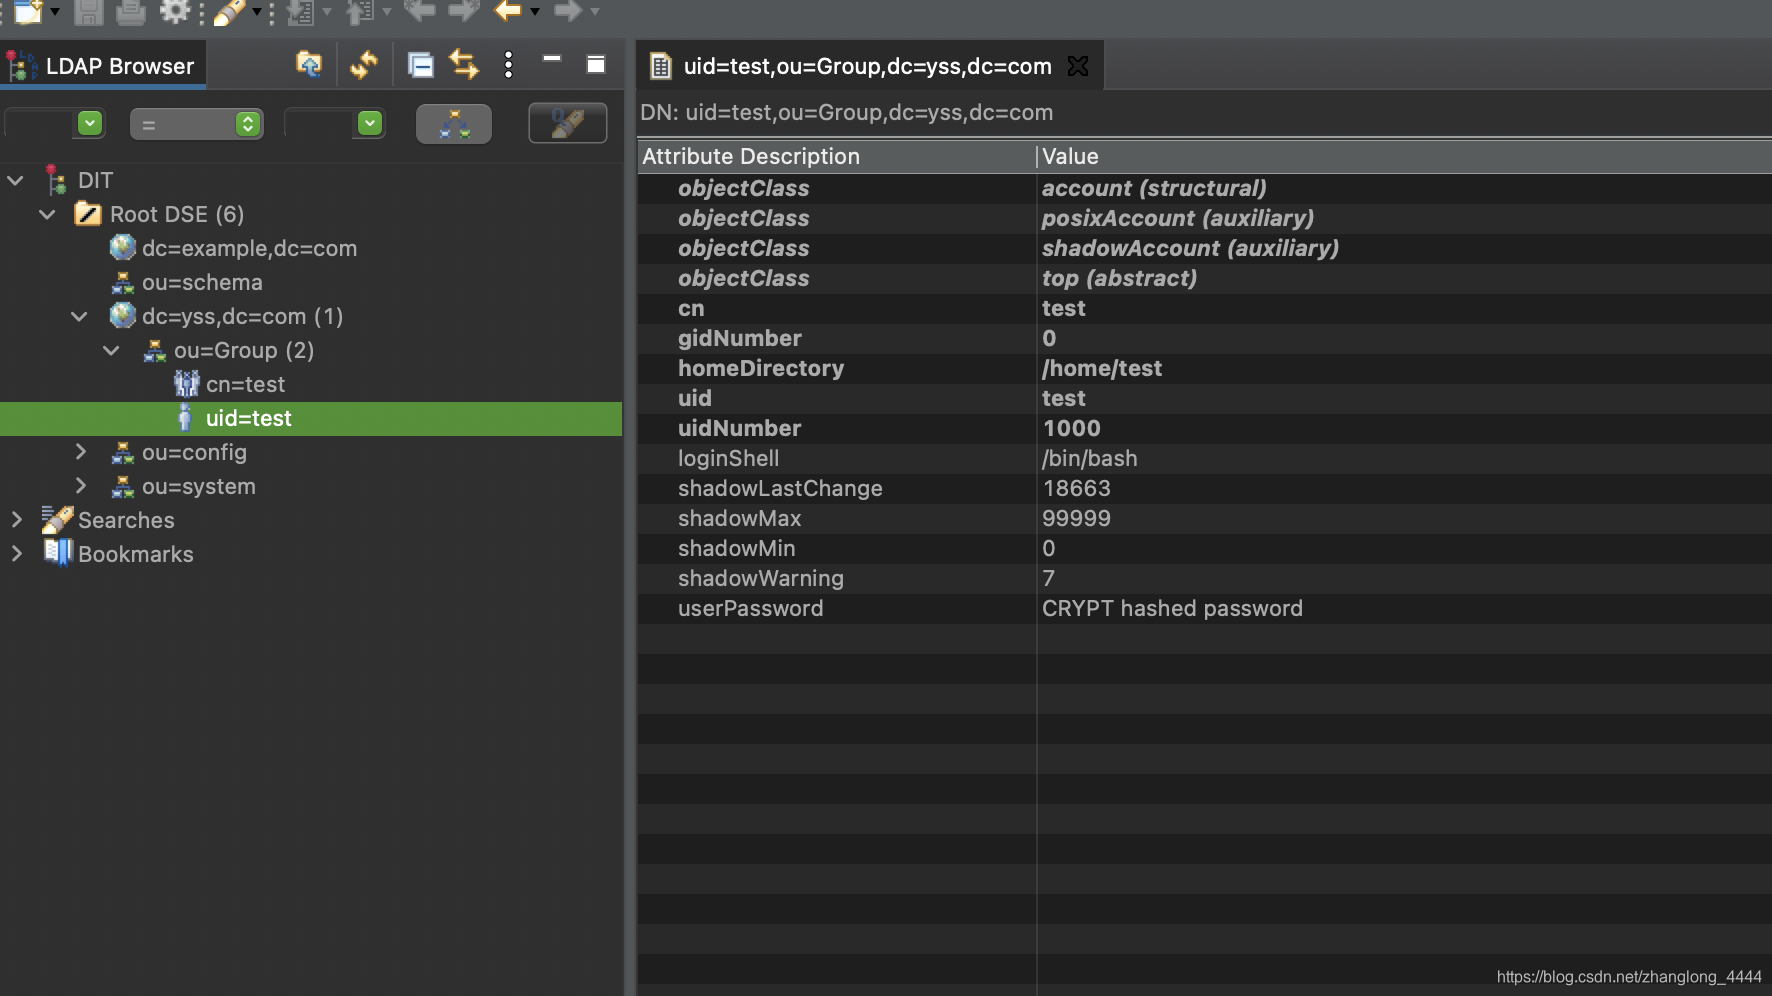 LDAP Browser
=
DIT
Root DSE (6)
dc=example,dc=com
ou=schema
dc=yss,dc=com (1)
ou=Group (2)
cn=test
uid=test
ou=config
ou=system
Searches
Bookmarks
uid=test,ou=Group,dc=yss,dc=com
DN: uid=test,ou=Group,dc=yss,dc=com
Attribute Description Value
objectClass account (structural)
objectClass posixAccount (auxiliary)
objectClass shadowAccount (auxiliary)
objectClass top (abstract)
cn test
gidNumber 0
homeDirectory /home/test
uid test
uidNumber 1000
loginShell /bin/bash
shadowLastChange 18663
shadowMax 99999
shadowMin 0
shadowWarning 7
userPassword CRYPT hashed password
https://blog.csdn.net/zhanglong_4444